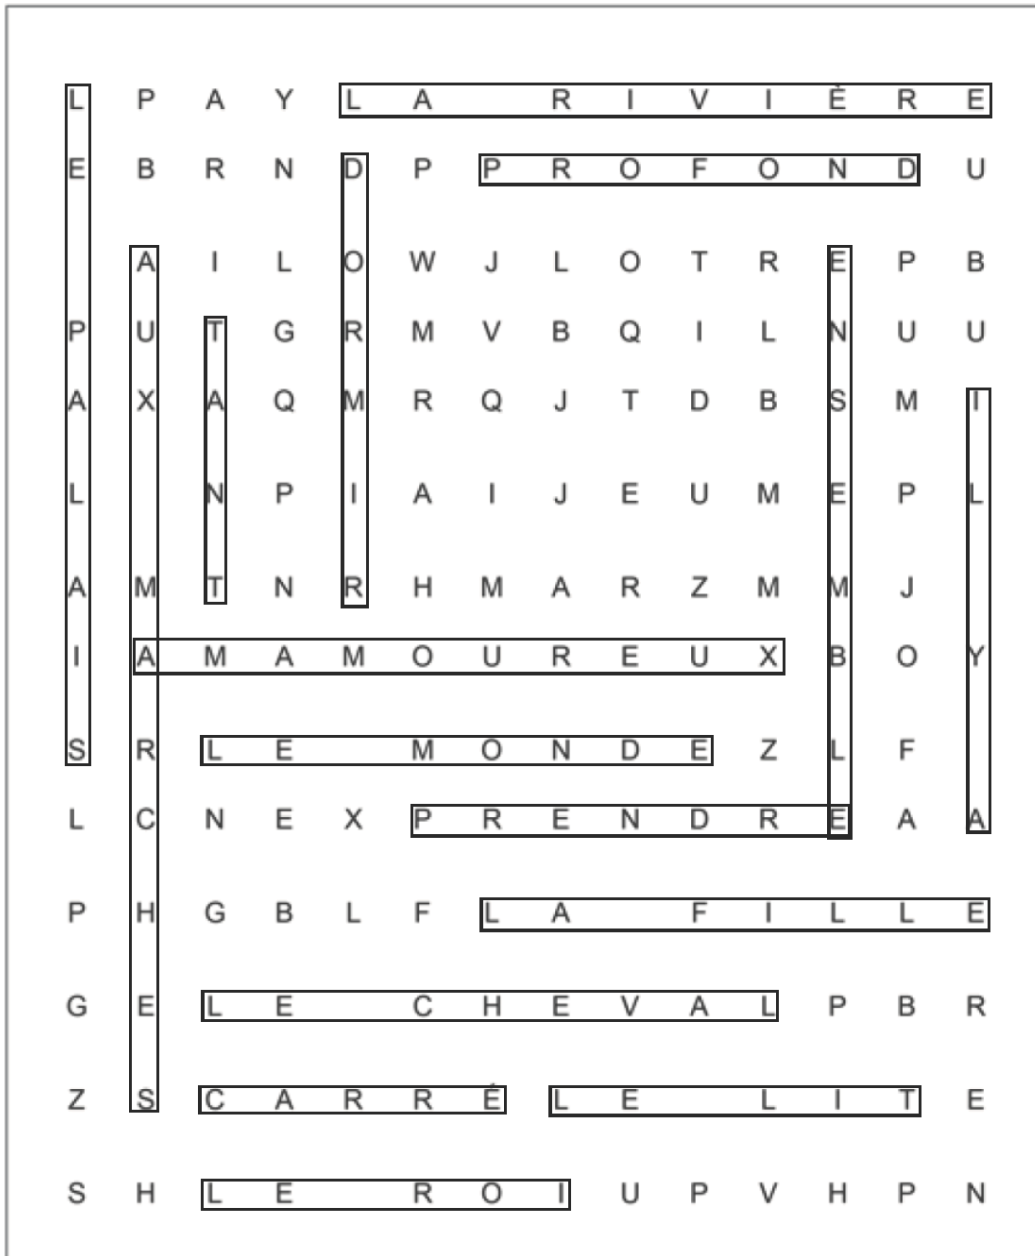 L P A Y L A R I V I È R E
E B R N D P P R O F O N D U
A I L O W J L O T R E P B
P U T G R M V B Q I L N U U
A X A Q M R Q J T D B S M I
L N P I A I J E U M E P L
A M T N R H M A R Z M M J
I A M A M O U R E U X B O Y
S R L E M O N D E Z L F
L C N E X P R E N D R E A A
P H G B L F L A F I L L E
G E L E C H E V A L P B R
Z S C A R R É L E L I T E
S H L E R O I U P V H P N